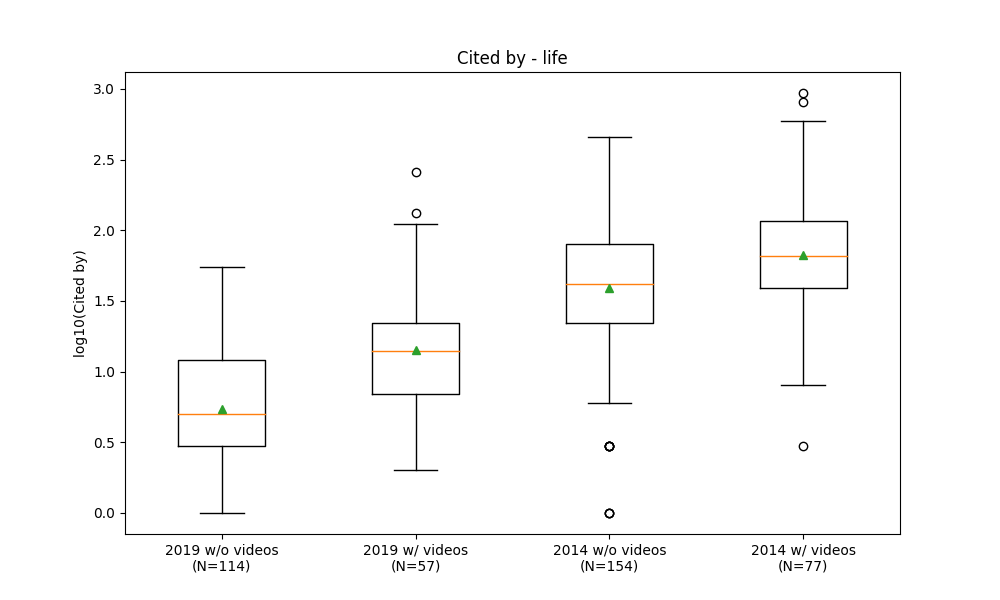 Cited by - life
log10(Cited by)
3.0
2.5
2.0
1.5
1.0
0.5
0.0
2019 w/o videos
(N=114)
2019 w/ videos
(N=57)
2014 w/o videos
(N=154)
2014 w/ videos
(N=77)